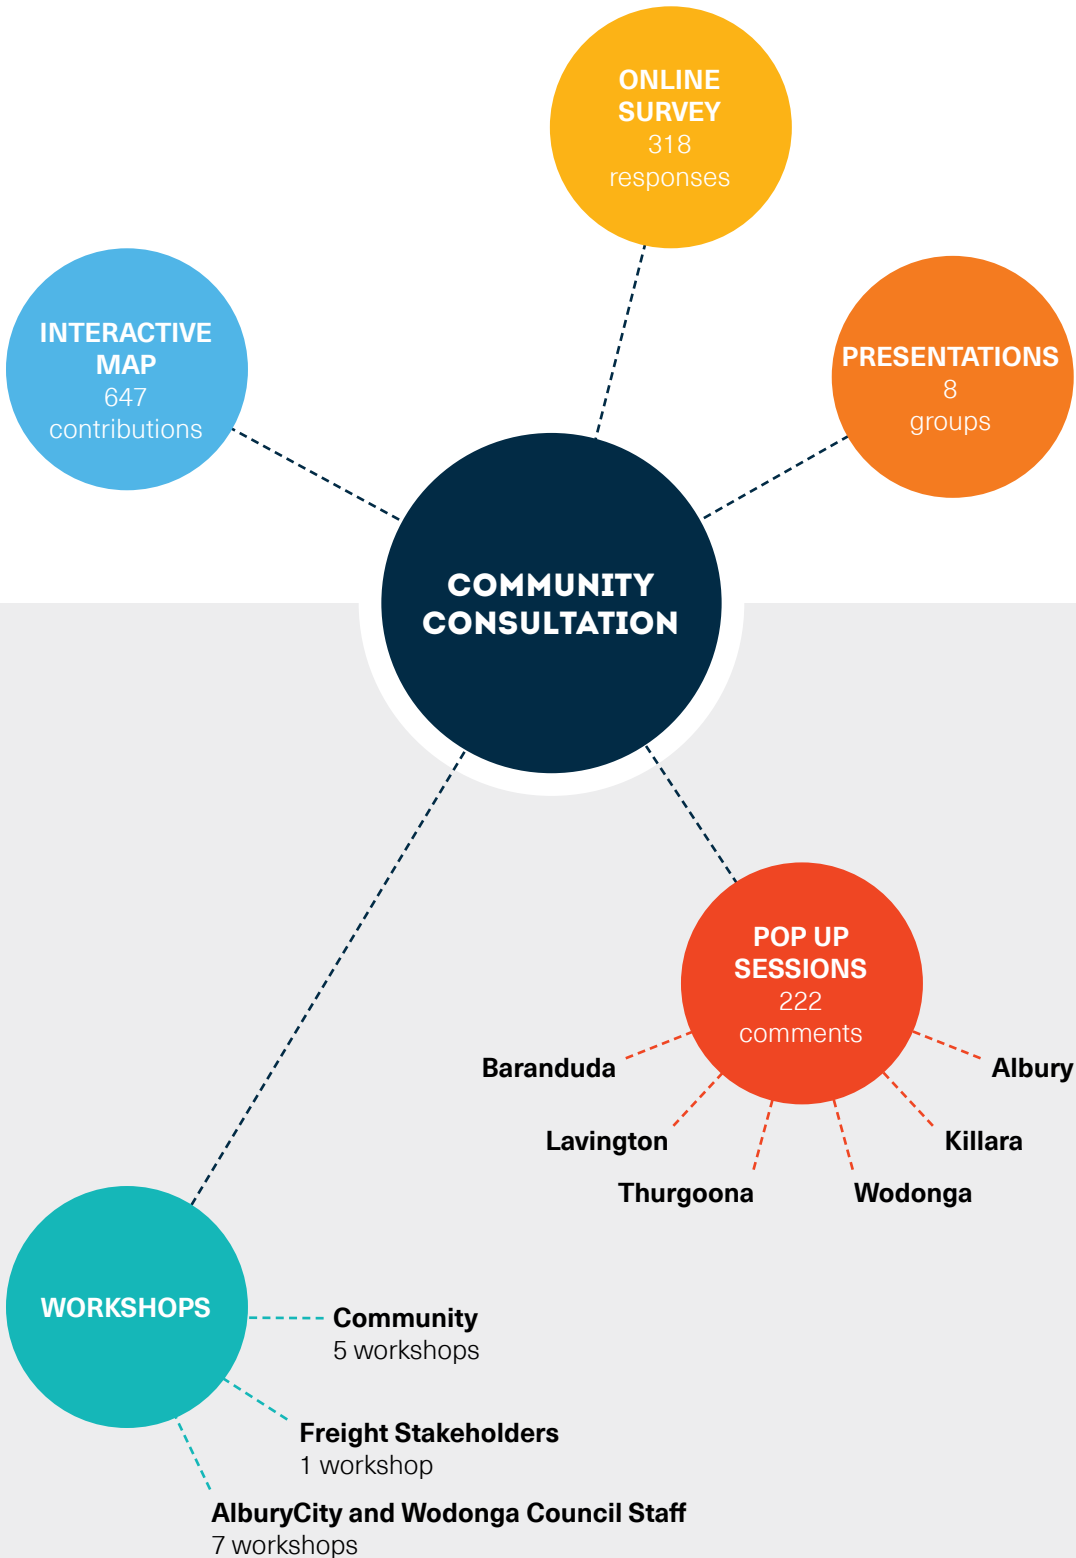 ONLINE
SURVEY
318
responses
INTERACTIVE
MAP
647
contributions
PRESENTATIONS
8
groups
COMMUNITY
CONSULTATION
POP UP
SESSIONS
222
comments
Baranduda
Albury
Lavington
Killara
Thurgoona
Wodonga
WORKSHOPS
Community
5 workshops
Freight Stakeholders
1 workshop
AlburyCity and Wodonga Council Staff
7 workshops